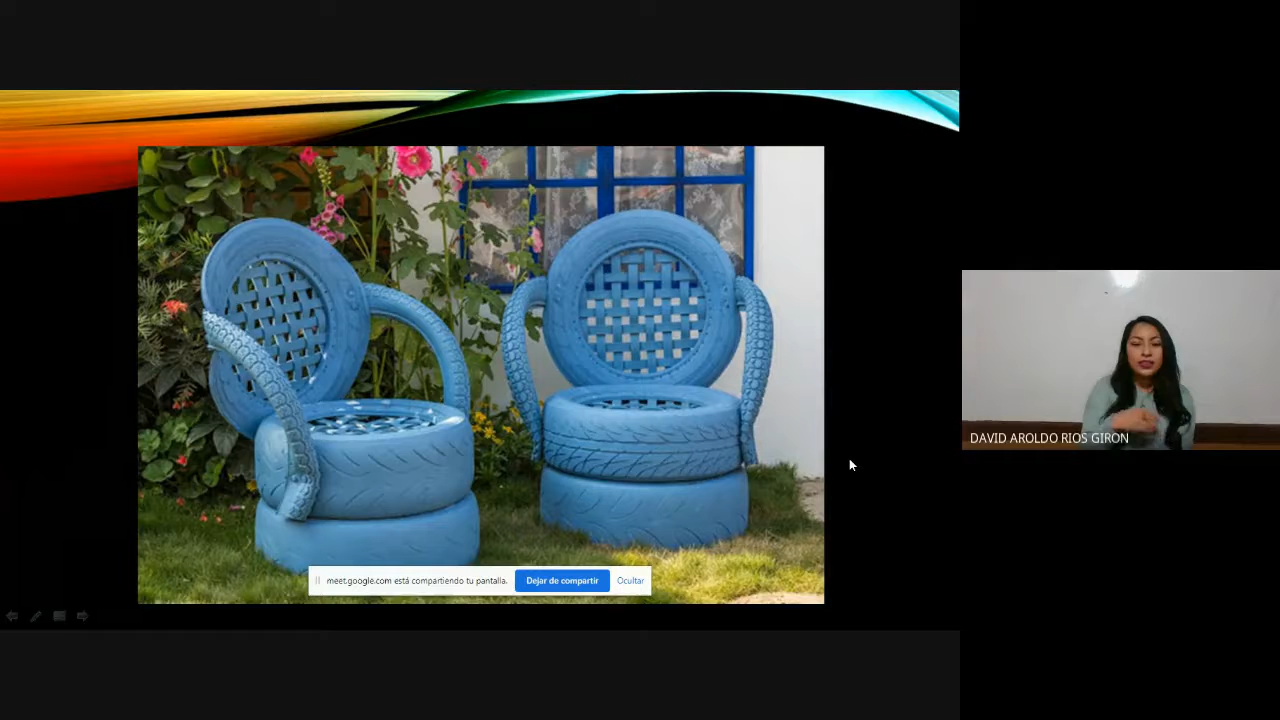 meet.google.com está compartiendo tu pantalla.
Dejar de compartir
Ocultar
DAVID AROLDO RIOS GIRON